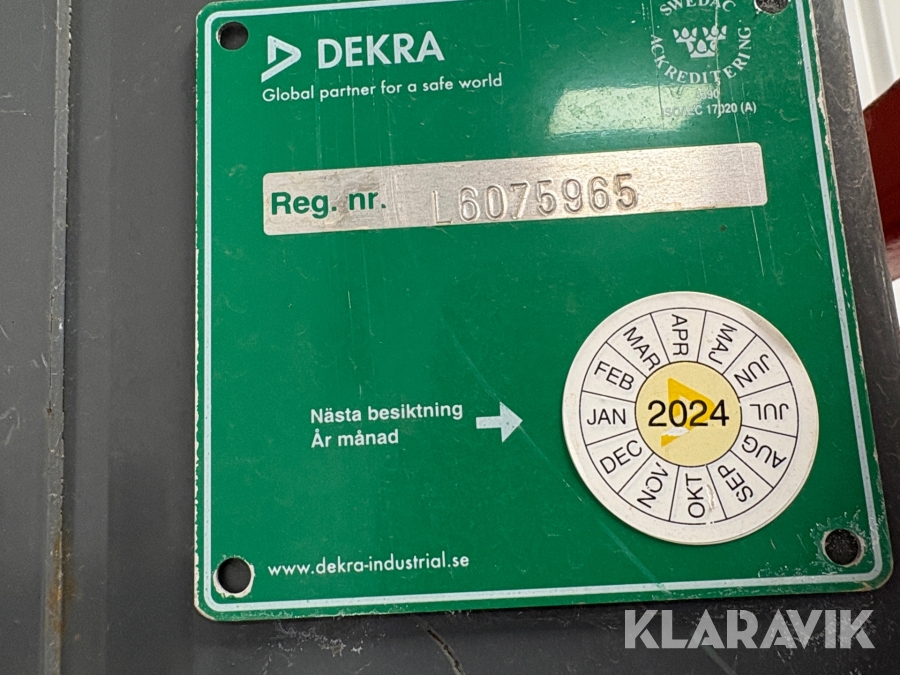 DEKRA
Global partner for a safe world
SWEDAC
ACKREDITERING
17020 (A)
Reg. nr. L6075965
Nästa besiktning
År månad
JAN
FEB
MAR
APR
MAJ
JUN
JUL
AUG
SEP
OKT
NOV
DEC
2024
www.dekra-industrial.se
KLARAVIK